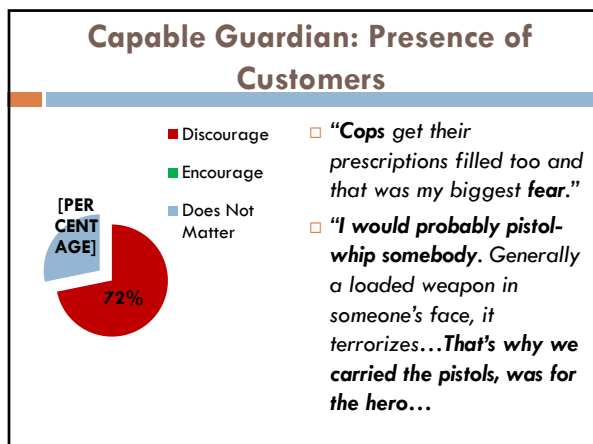 Capable Guardian: Presence of
Customers
Discourage
Encourage
Does Not
Matter
[PER
CENT
AGE]
72%
“Cops get their
prescriptions filled too and
that was my biggest fear.”
“I would probably pistol-
whip somebody. Generally
a loaded weapon in
someone’s face, it
terrorizes…That’s why we
carried the pistols, was for
the hero…